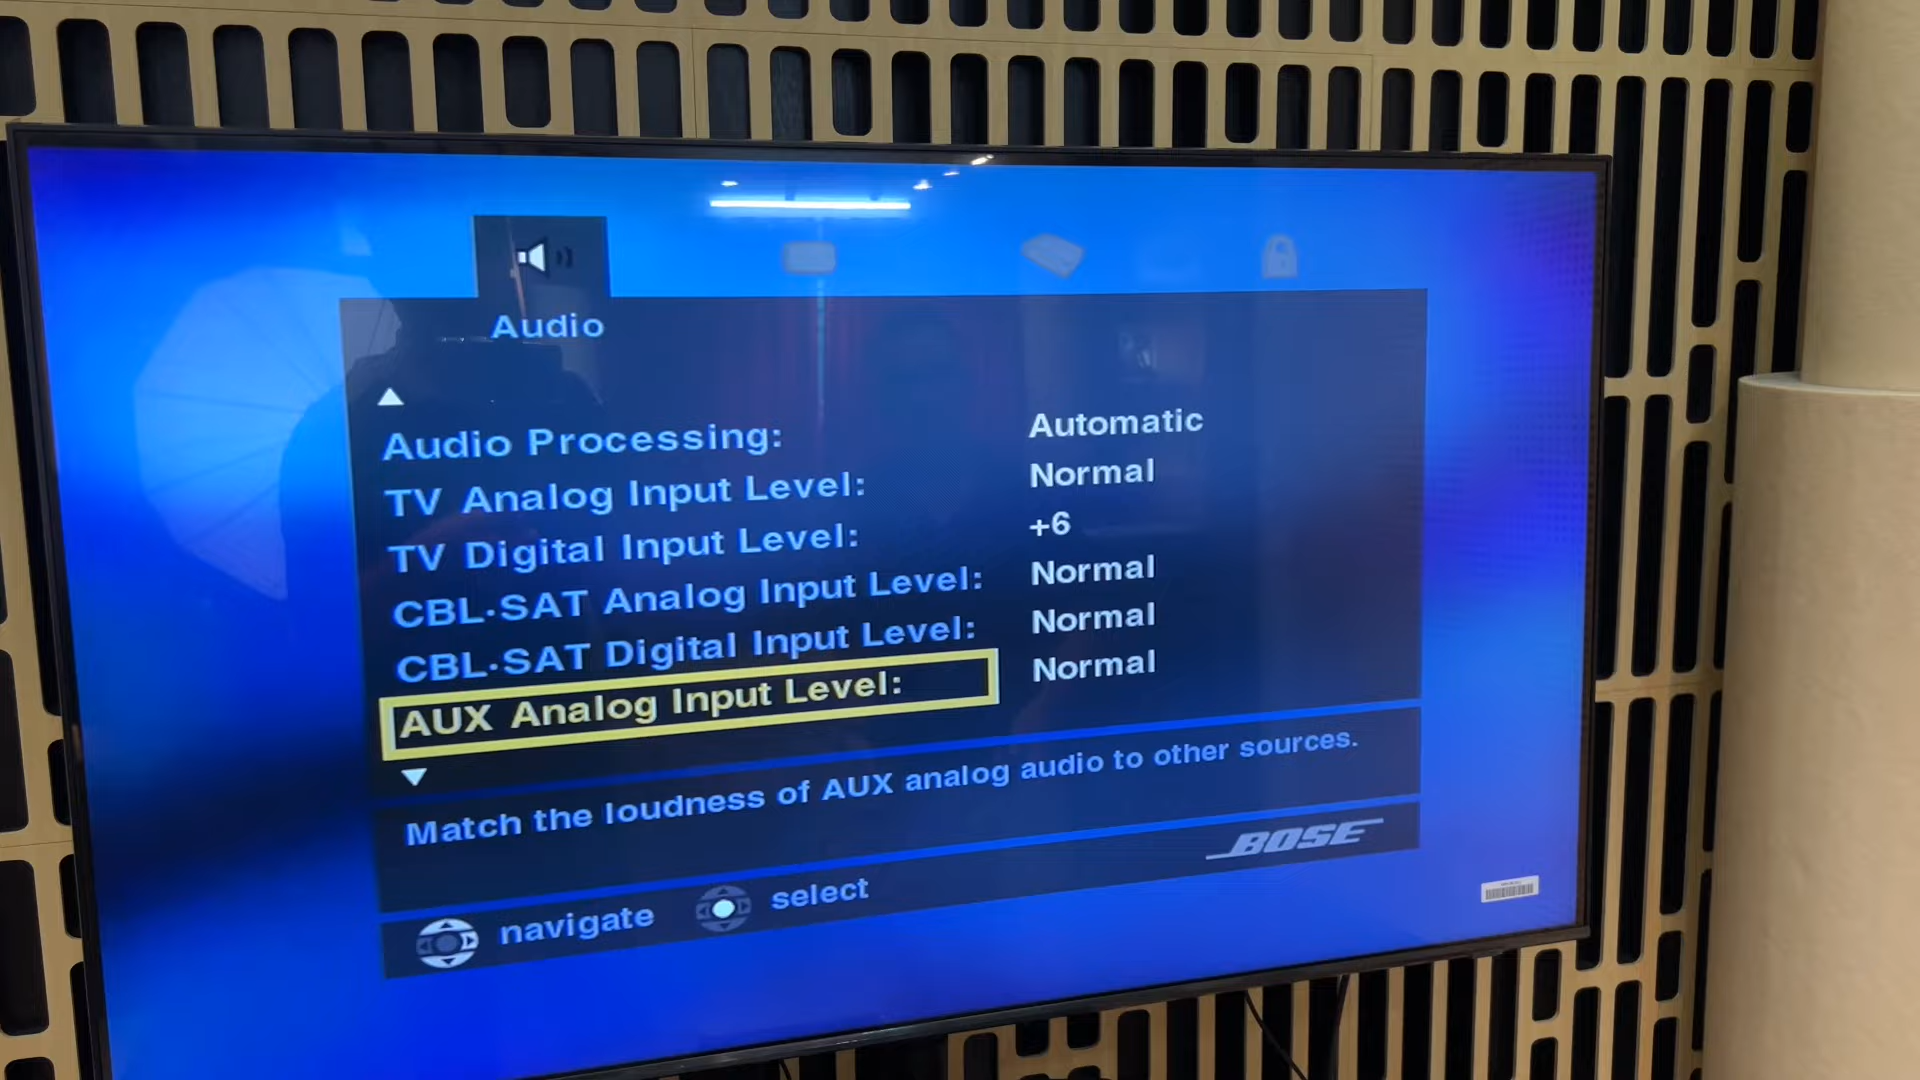 Audio
Audio Processing: Automatic
TV Analog Input Level: Normal
TV Digital Input Level: +6
CBL·SAT Analog Input Level: Normal
CBL·SAT Digital Input Level: Normal
AUX Analog Input Level: Normal
Match the loudness of AUX analog audio to other sources.
BOSE
navigate select